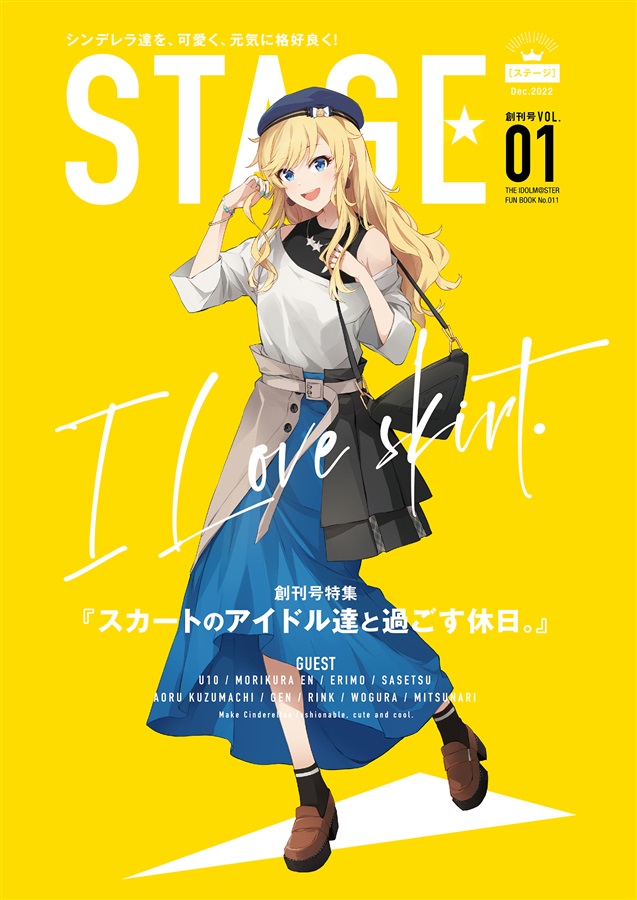 シンデレラ達を、可愛く、元気に格好良く!
STAGE★
[ステージ]
Dec.2022
創刊号VOL.
01
THE IDOLM@STER
FUN BOOK No.011
I Love skirt.
創刊号特集
『スカートのアイドル達と過ごす休日。』
GUEST
U10 / MORIKURA EN / ERIMO / SASETSU
AORU KUZUMACHI / GEN / RINK / WOGURA / MITSUHARI
Make Cinderellas fashionable, cute and cool.